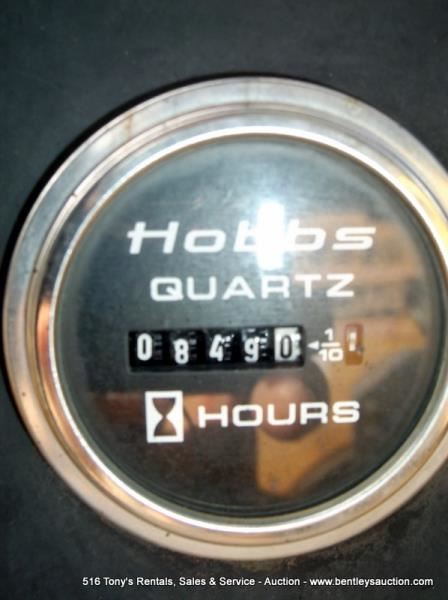 Hobbs
QUARTZ
0 8 4 9 0 ◄ 1/10
HOURS
516 Tony's Rentals, Sales & Service - Auction - www.bentleysauction.com